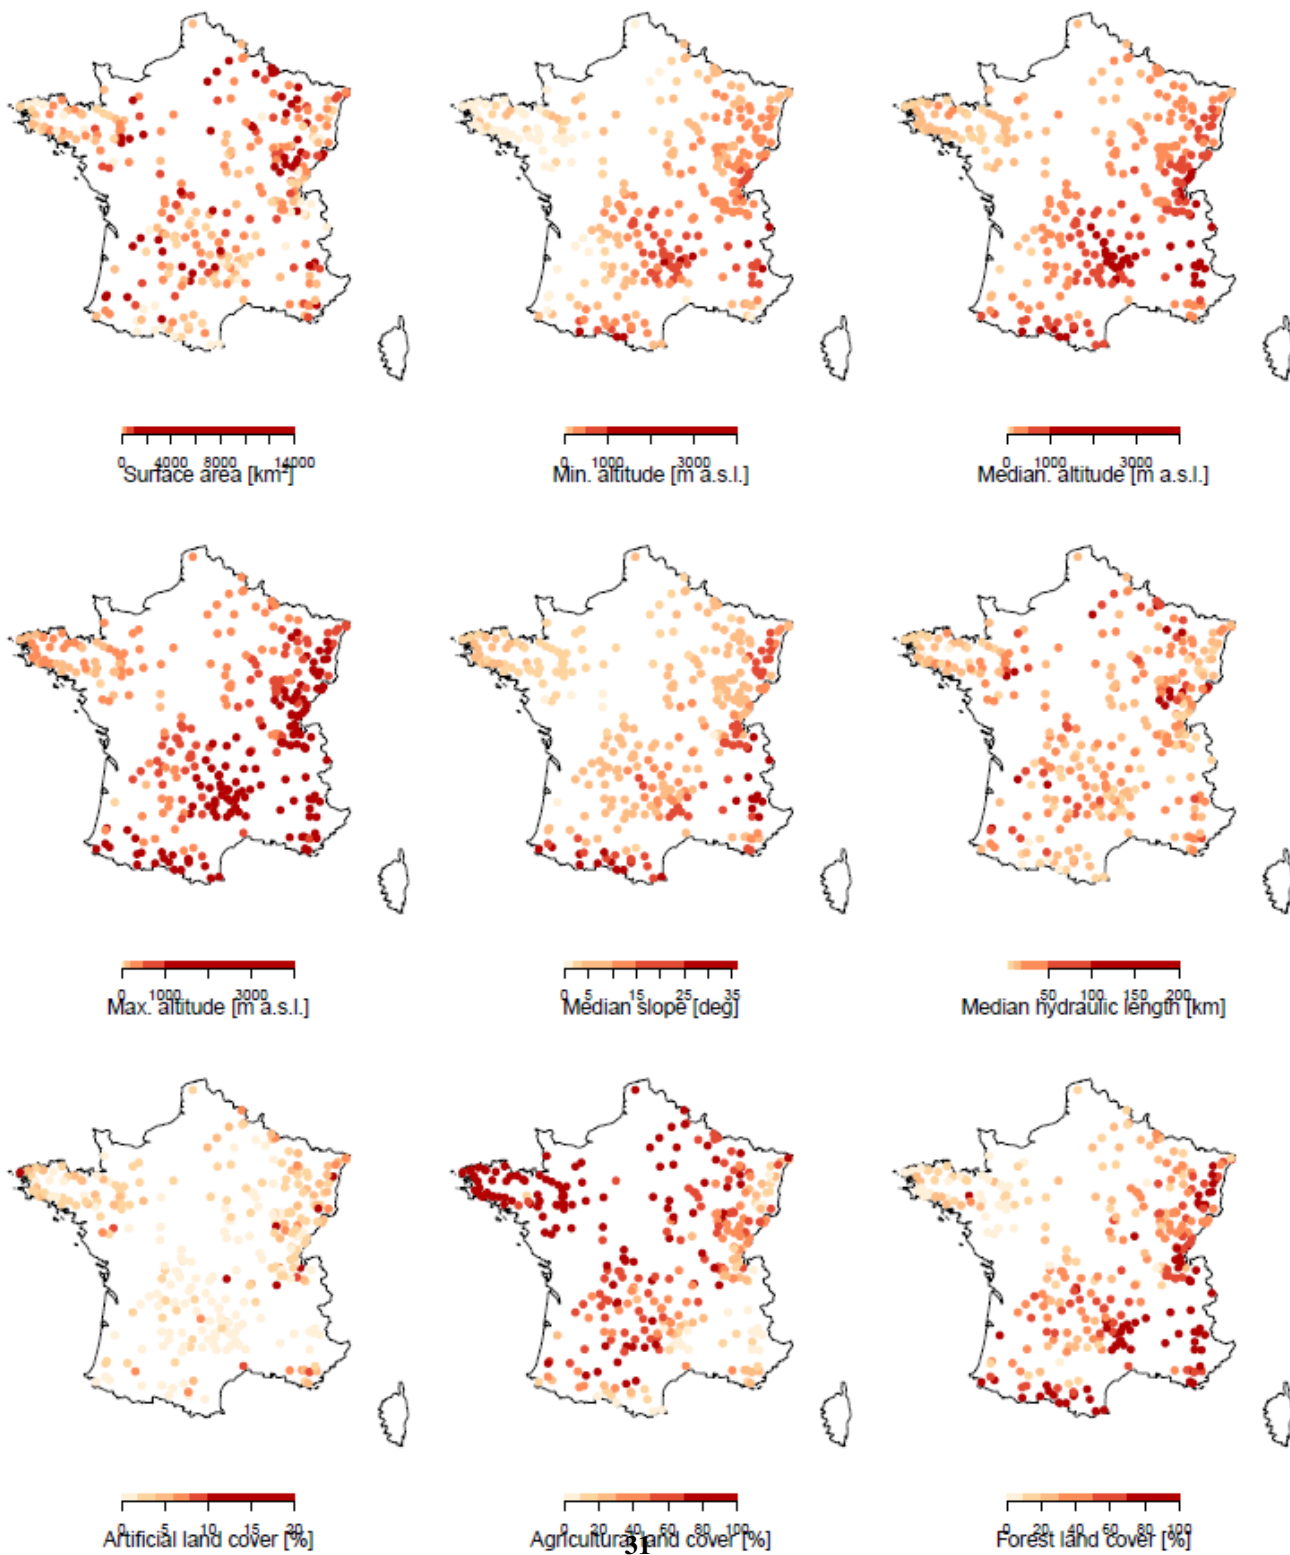 0 4000 8000 14000
Surface area [km²]
0 1000 3000
Min. altitude [m a.s.l.]
0 1000 3000
Median. altitude [m a.s.l.]
0 1000 3000
Max. altitude [m a.s.l.]
0 5 15 25 35
Median slope [deg]
50 100 150 200
Median hydraulic length [km]
0 5 10 15 20
Artificial land cover [%]
0 20 40 60 80 100
Agricultural land cover [%]
0 20 40 60 80 100
Forest land cover [%]
31